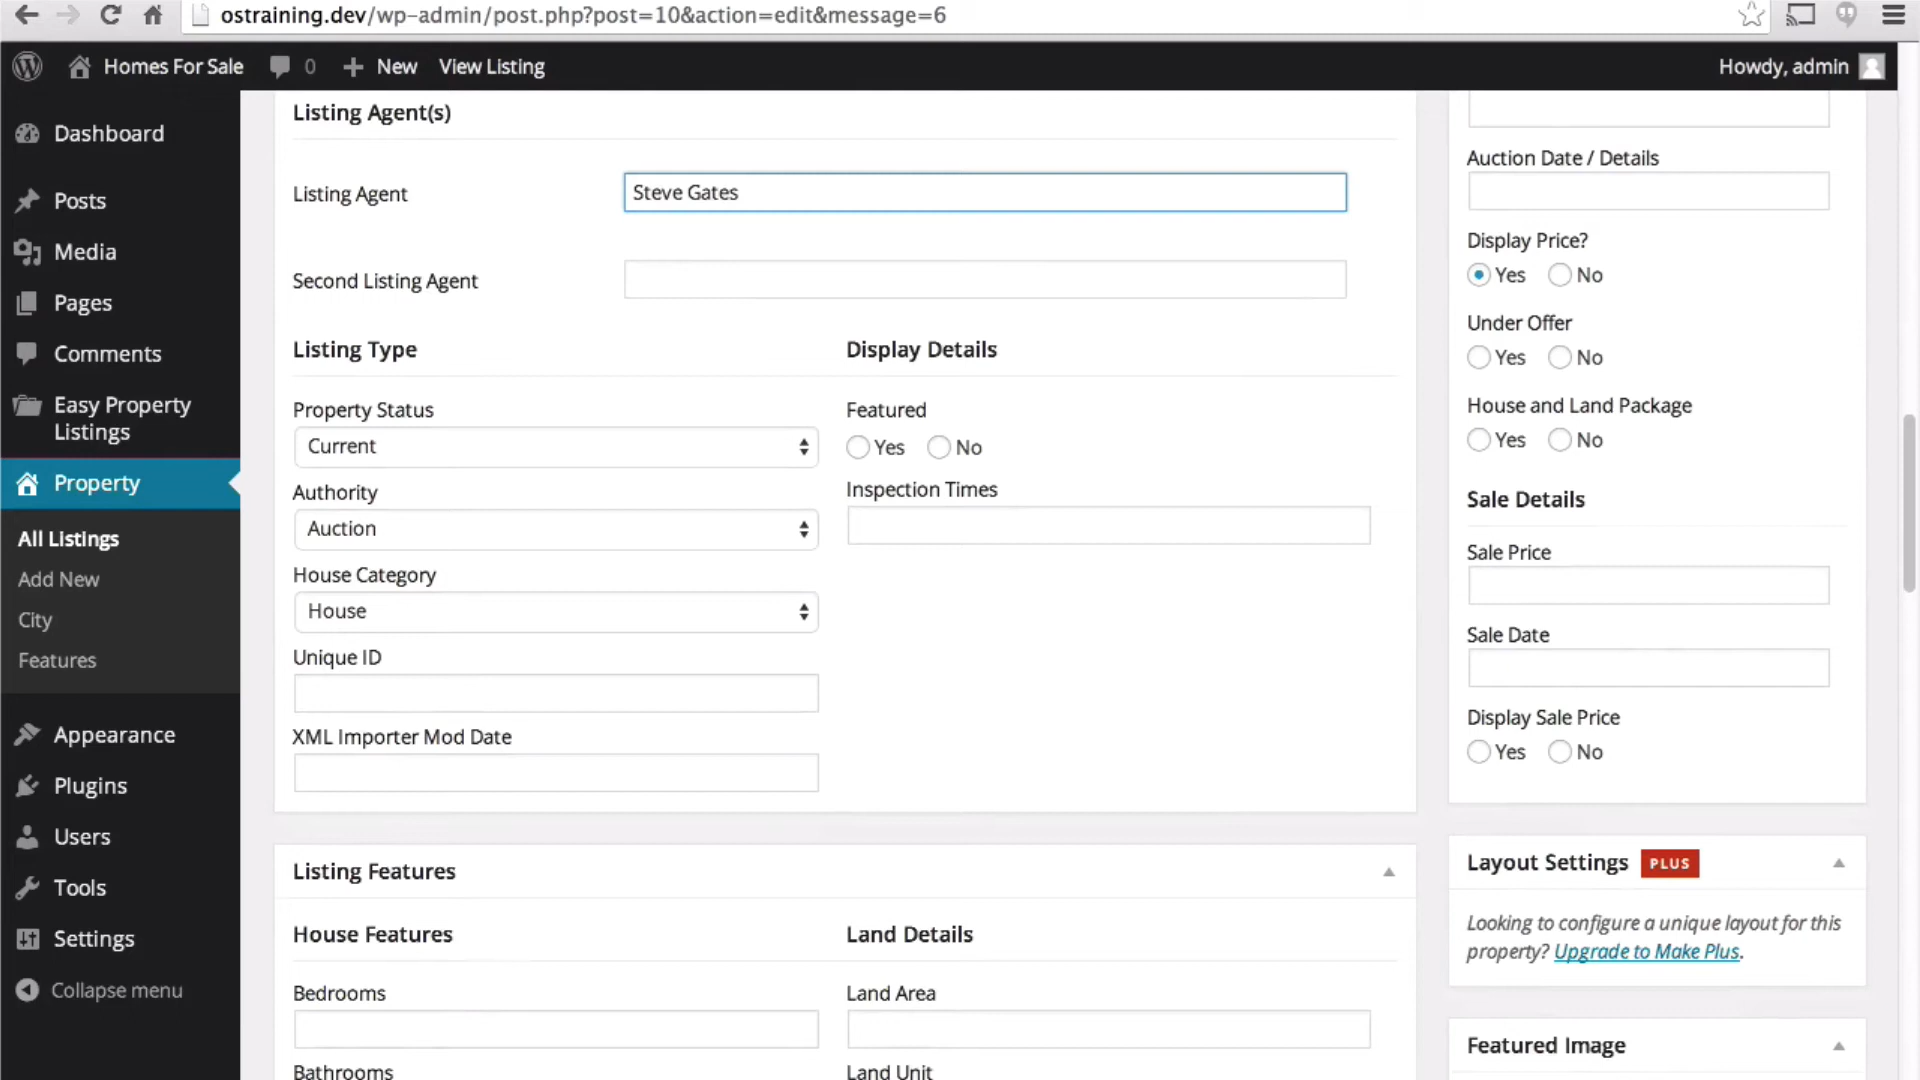 ostraining.dev/wp-admin/post.php?post=10&action=edit&message=6
Homes For Sale 0 New View Listing Howdy, admin
Dashboard
Posts
Media
Pages
Comments
Easy Property
Listings
Property
All Listings
Add New
City
Features
Appearance
Plugins
Users
Tools
Settings
Collapse menu
Listing Agent(s)
Listing Agent Steve Gates
Second Listing Agent
Listing Type
Property Status
Current
Authority
Auction
House Category
House
Unique ID
XML Importer Mod Date
Display Details
Featured
Yes No
Inspection Times
Listing Features
House Features
Bedrooms
Bathrooms
Land Details
Land Area
Land Unit
Auction Date / Details
Display Price?
Yes No
Under Offer
Yes No
House and Land Package
Yes No
Sale Details
Sale Price
Sale Date
Display Sale Price
Yes No
Layout Settings PLUS
Looking to configure a unique layout for this
property? Upgrade to Make Plus.
Featured Image